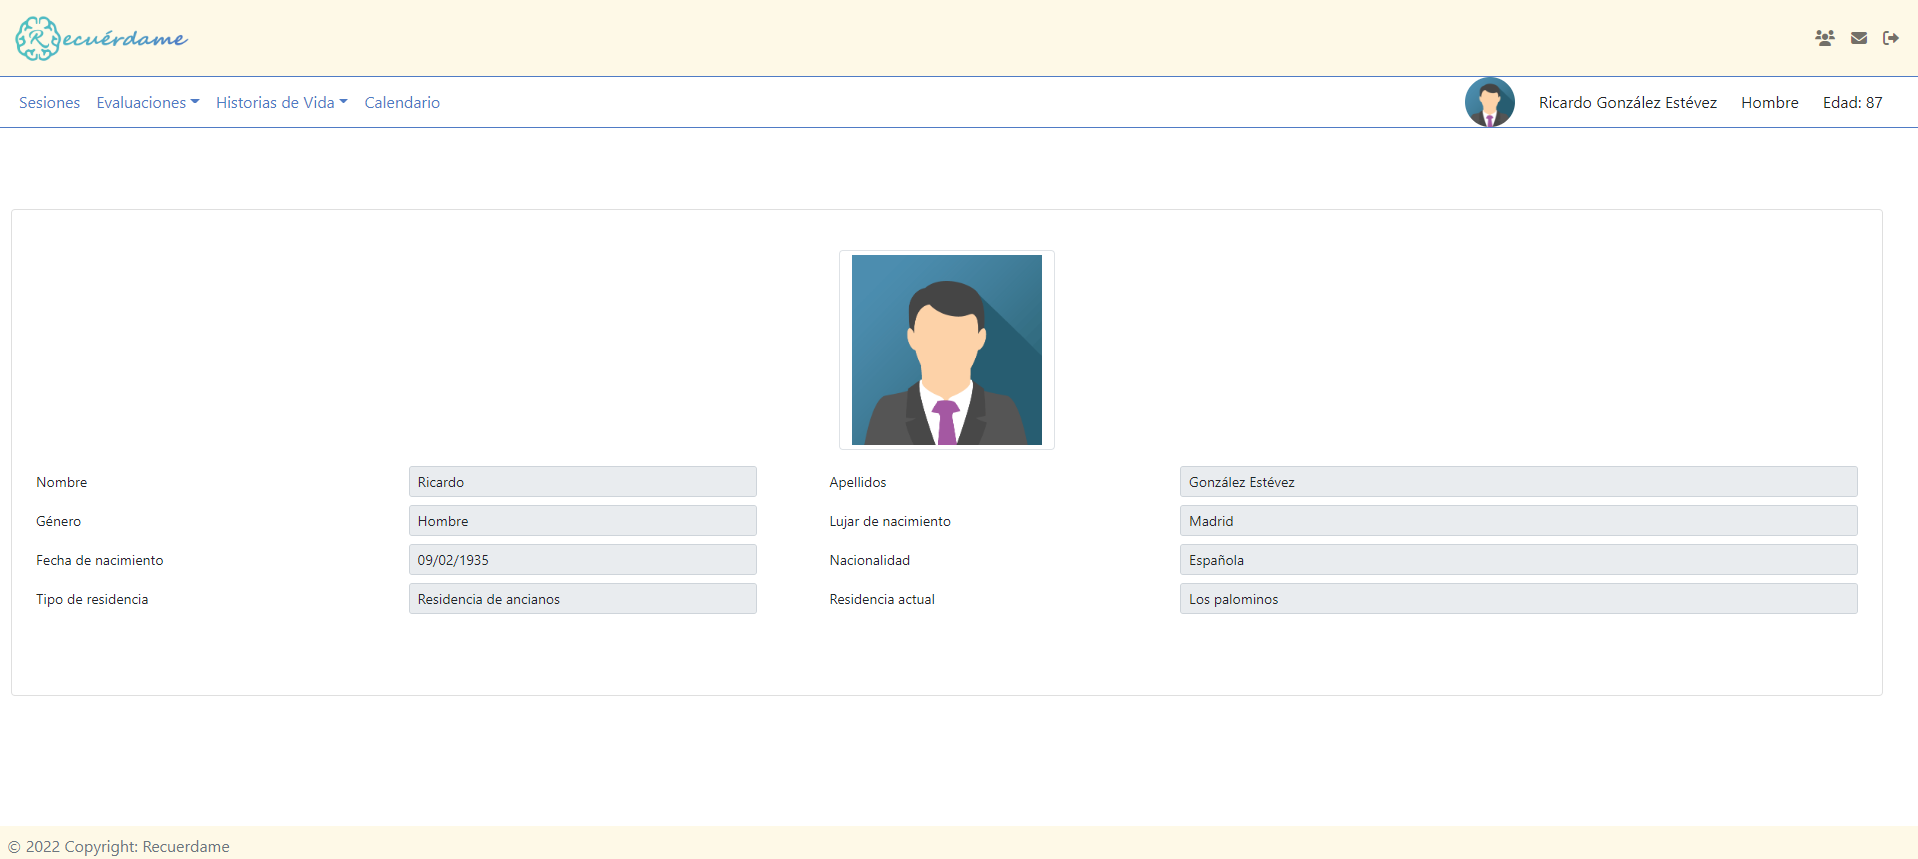 Recuérdame
Sesiones Evaluaciones Historias de Vida Calendario Ricardo González Estévez Hombre Edad: 87
Nombre Ricardo Apellidos González Estévez
Género Hombre Lujar de nacimiento Madrid
Fecha de nacimiento 09/02/1935 Nacionalidad Española
Tipo de residencia Residencia de ancianos Residencia actual Los palominos
© 2022 Copyright: Recuerdame